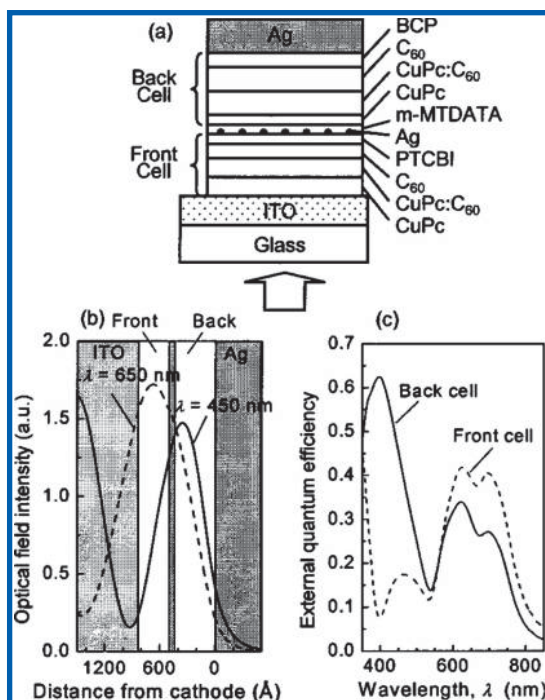 (a)
Ag
BCP
C60
CuPc:C60
CuPc
m-MTDATA
Ag
PTCBI
C60
CuPc:C60
CuPc
Back
Cell
Front
Cell
ITO
Glass
(b)
Front
Back
ITO
Ag
λ = 650 nm
λ = 450 nm
2.0
1.5
1.0
0.5
0.0
Optical field intensity (a.u.)
1200
600
0
Distance from cathode (Å)
(c)
Back cell
Front cell
0.7
0.6
0.5
0.4
0.3
0.2
0.1
0.0
External quantum efficiency
400
600
800
Wavelength, λ (nm)